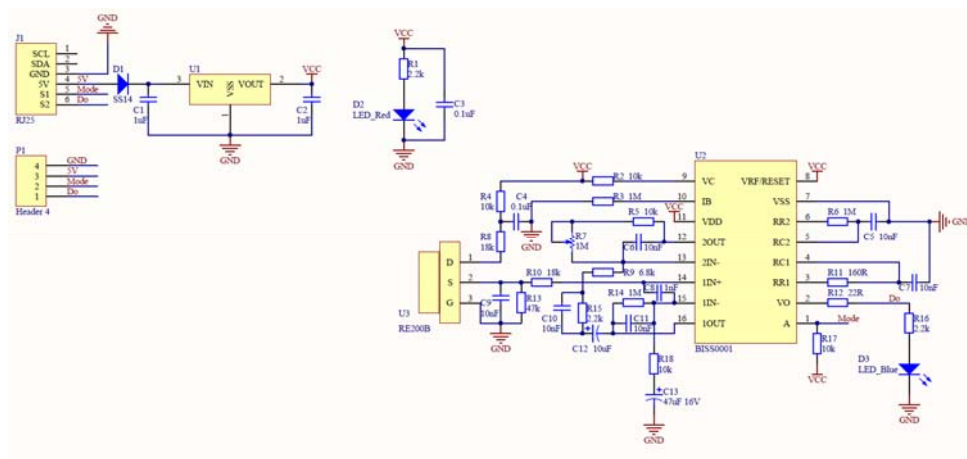 J1
SCL 1
SDA 2
GND 3
5V 4 5V
S1 5 Mode
S2 6 Do
RJ25
GND
D1
SS14
C1
1uF
U1
3 VIN VOUT 2
VSS
1
GND
VCC
C2
1uF
P1
4 GND
3 5V
2 Mode
1 Do
Header 4
VCC
R1
2.2k
D2
LED_Red
C3
0.1uF
GND
VCC
R2 10k
R3 1M
R4
10k
C4
0.1uF
GND
R8
18k
VCC
R5 10k
R7
1M
C6 10nF
R9 6.8k
R10 18k
D 1
S 2
G 3
U3
RE200B
C9
10nF
R13
47k
GND
C10
10nF
R15
2.2k
C8 1nF
R14 1M
C11
10nF
C12 10uF
R18
10k
C13
47uF 16V
GND
U2
9 VC VRF/RESET 8
10 IB VSS 7
11 VDD RR2 6
12 2OUT RC2 5
13 2IN- RC1 4
14 1IN+ RR1 3
15 1IN- VO 2
16 1OUT A 1
BISS0001
VCC
R6 1M
C5 10nF
GND
R11 160R
C7 10nF
R12 22R
Do
Mode
R17
10k
VCC
R16
2.2k
D3
LED_Blue
GND